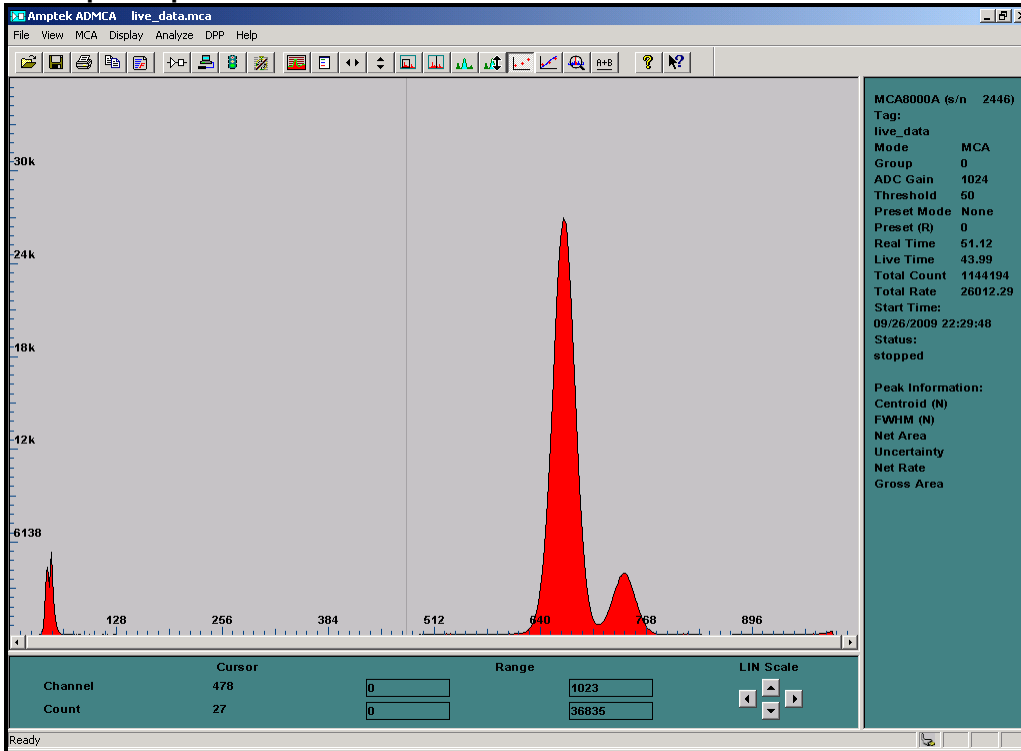 Amptek ADMCA live_data.mca
File View MCA Display Analyze DPP Help
A+B
30k
24k
18k
12k
6138
128 256 384 512 640 768 896
MCA8000A (s/n 2446)
Tag:
live_data
Mode MCA
Group 0
ADC Gain 1024
Threshold 50
Preset Mode None
Preset (R) 0
Real Time 51.12
Live Time 43.99
Total Count 1144194
Total Rate 26012.29
Start Time:
09/26/2009 22:29:48
Status:
stopped
Peak Information:
Centroid (N)
FWHM (N)
Net Area
Uncertainty
Net Rate
Gross Area
Cursor Range LIN Scale
Channel 478 0 1023
Count 27 0 36835
Ready